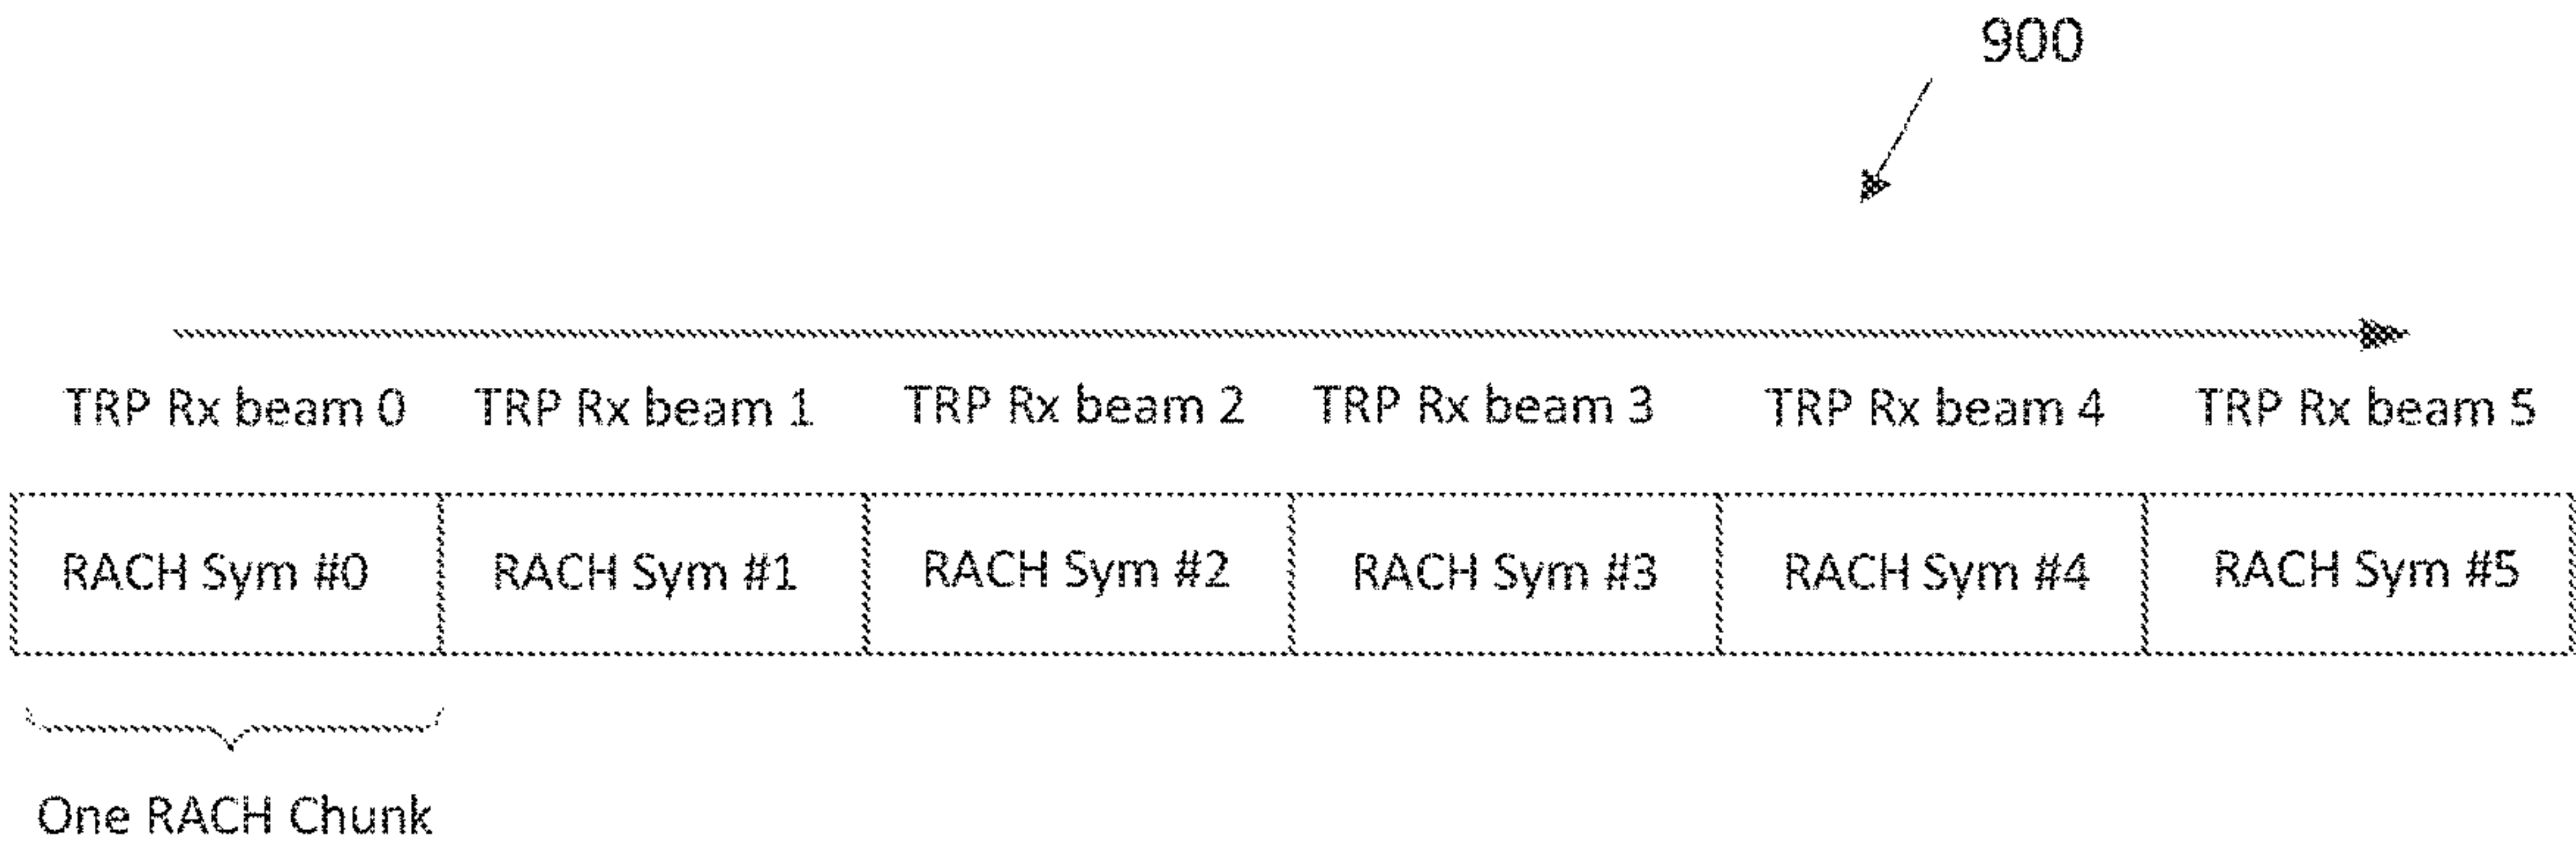 900
TRP Rx beam 0 TRP Rx beam 1 TRP Rx beam 2 TRP Rx beam 3 TRP Rx beam 4 TRP Rx beam 5
RACH Sym #0 RACH Sym #1 RACH Sym #2 RACH Sym #3 RACH Sym #4 RACH Sym #5
One RACH Chunk